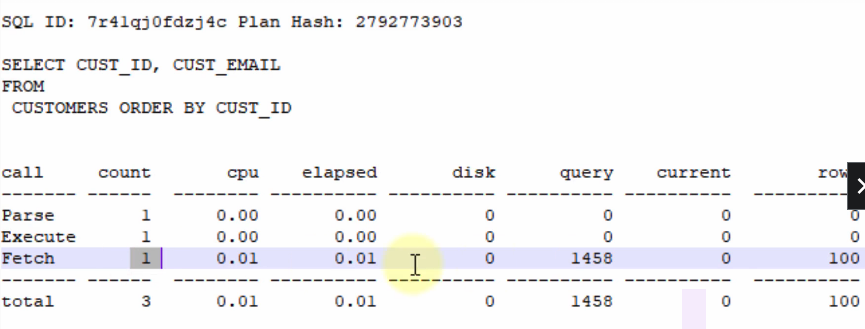 SQL ID: 7r41qj0fdzj4c Plan Hash: 2792773903
SELECT CUST_ID, CUST_EMAIL
FROM
CUSTOMERS ORDER BY CUST_ID
call count cpu elapsed disk query current row
------- ------ -------- ---------- ---------- ---------- ---------- ----------
Parse 1 0.00 0.00 0 0 0 0
Execute 1 0.00 0.00 0 0 0 0
Fetch 1 0.01 0.01 0 1458 0 100
------- ------ -------- ---------- ---------- ---------- ---------- ----------
total 3 0.01 0.01 0 1458 0 100